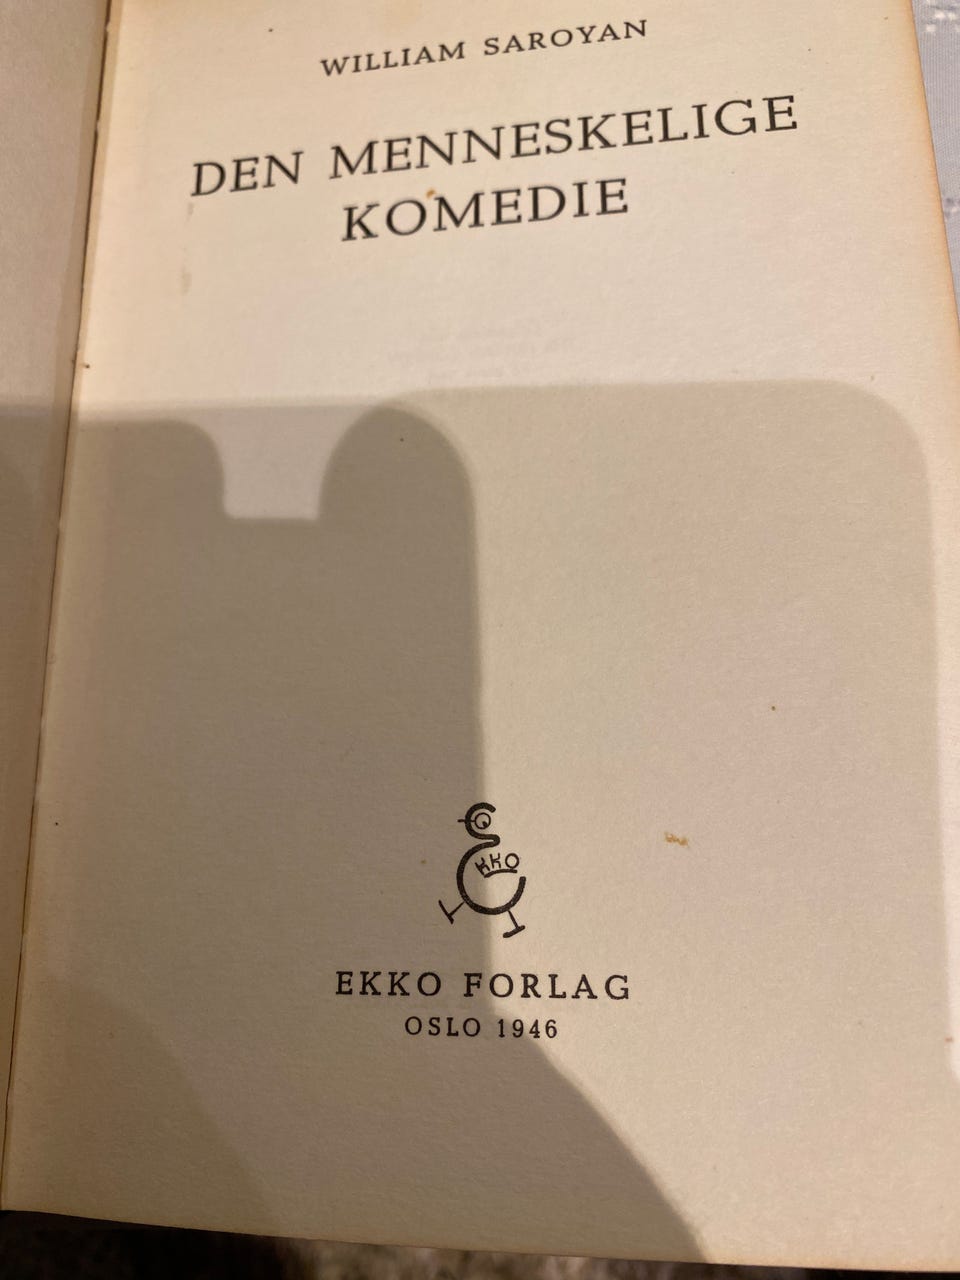 WILLIAM SAROYAN
DEN MENNESKELIGE
KOMEDIE
EKKO
EKKO FORLAG
OSLO 1946